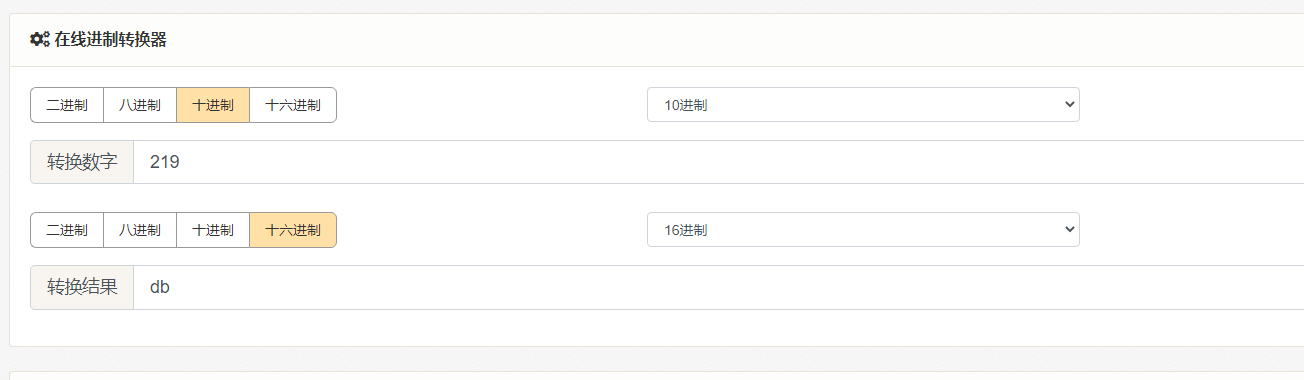 在线进制转换器
二进制 八进制 十进制 十六进制 10进制
转换数字 219
二进制 八进制 十进制 十六进制 16进制
转换结果 db